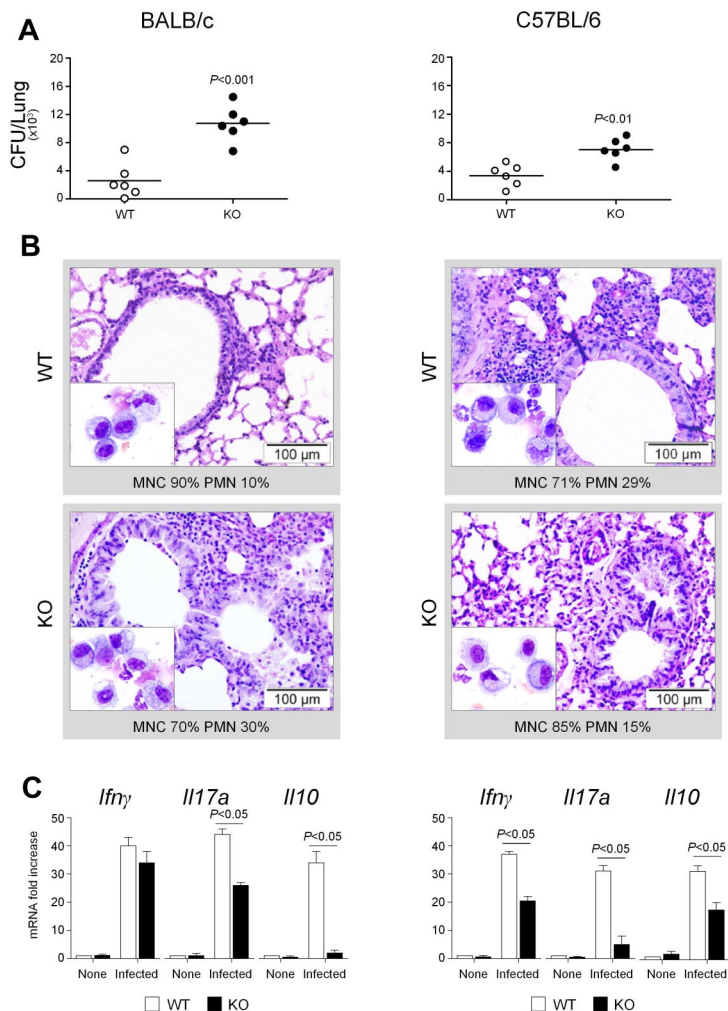 A
BALB/c
C57BL/6
CFU/Lung
(x10³)
20
16
12
8
4
0
P<0.001
WT
KO
20
16
12
8
4
0
P<0.01
WT
KO
B
WT
100 µm
MNC 90% PMN 10%
WT
100 µm
MNC 71% PMN 29%
KO
100 µm
MNC 70% PMN 30%
KO
100 µm
MNC 85% PMN 15%
C
Ifnγ
Il17a
Il10
mRNA fold increase
50
40
30
20
10
0
P<0.05
P<0.05
None Infected None Infected None Infected
WT KO
Ifnγ
Il17a
Il10
50
40
30
20
10
0
P<0.05
P<0.05
P<0.05
None Infected None Infected None Infected
WT KO